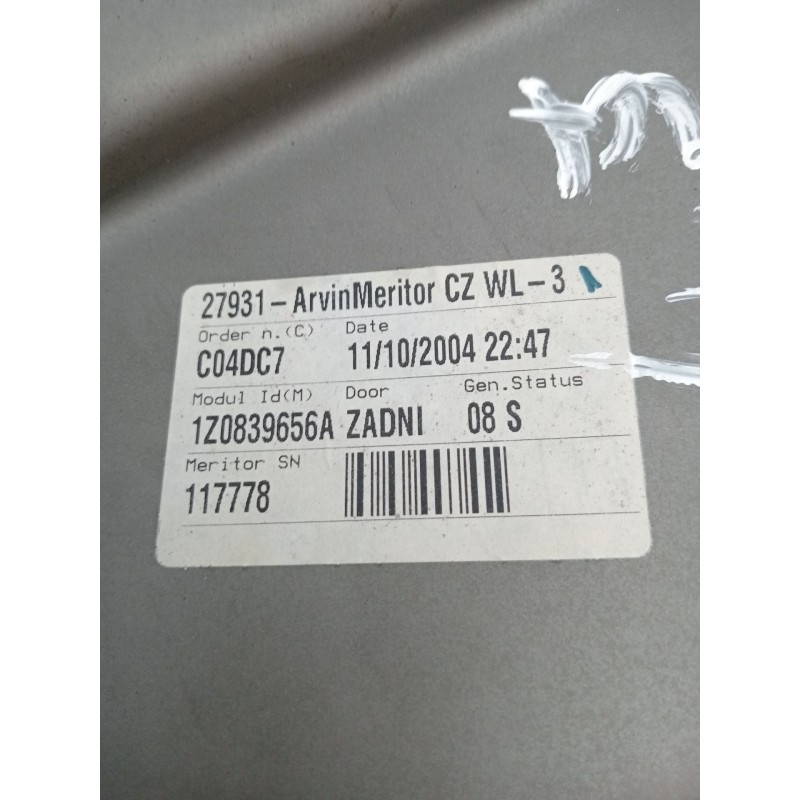 27931-ArvinMeritor CZ WL-3
Order n.(C) Date
C04DC7 11/10/2004 22:47
Modul Id(M) Door Gen.Status
1Z0839656A ZADNI 08 S
Meritor SN
117778